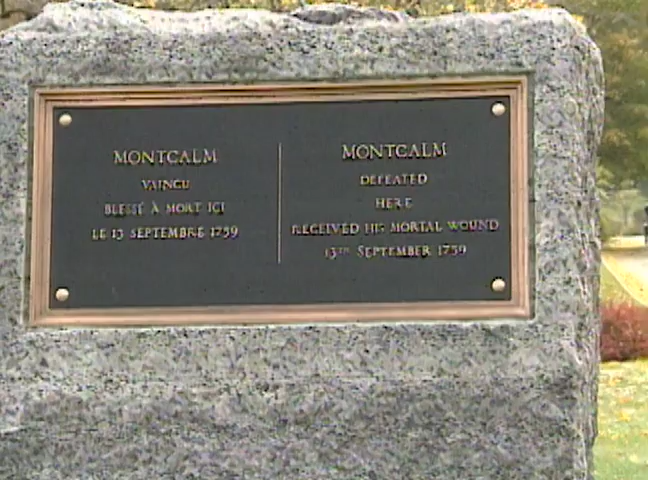 MONTCALM
VAINCU
BLESSÉ À MORT ICI
LE 13 SEPTEMBRE 1759
MONTCALM
DEFEATED
HERE
RECEIVED HIS MORTAL WOUND
13TH SEPTEMBER 1759